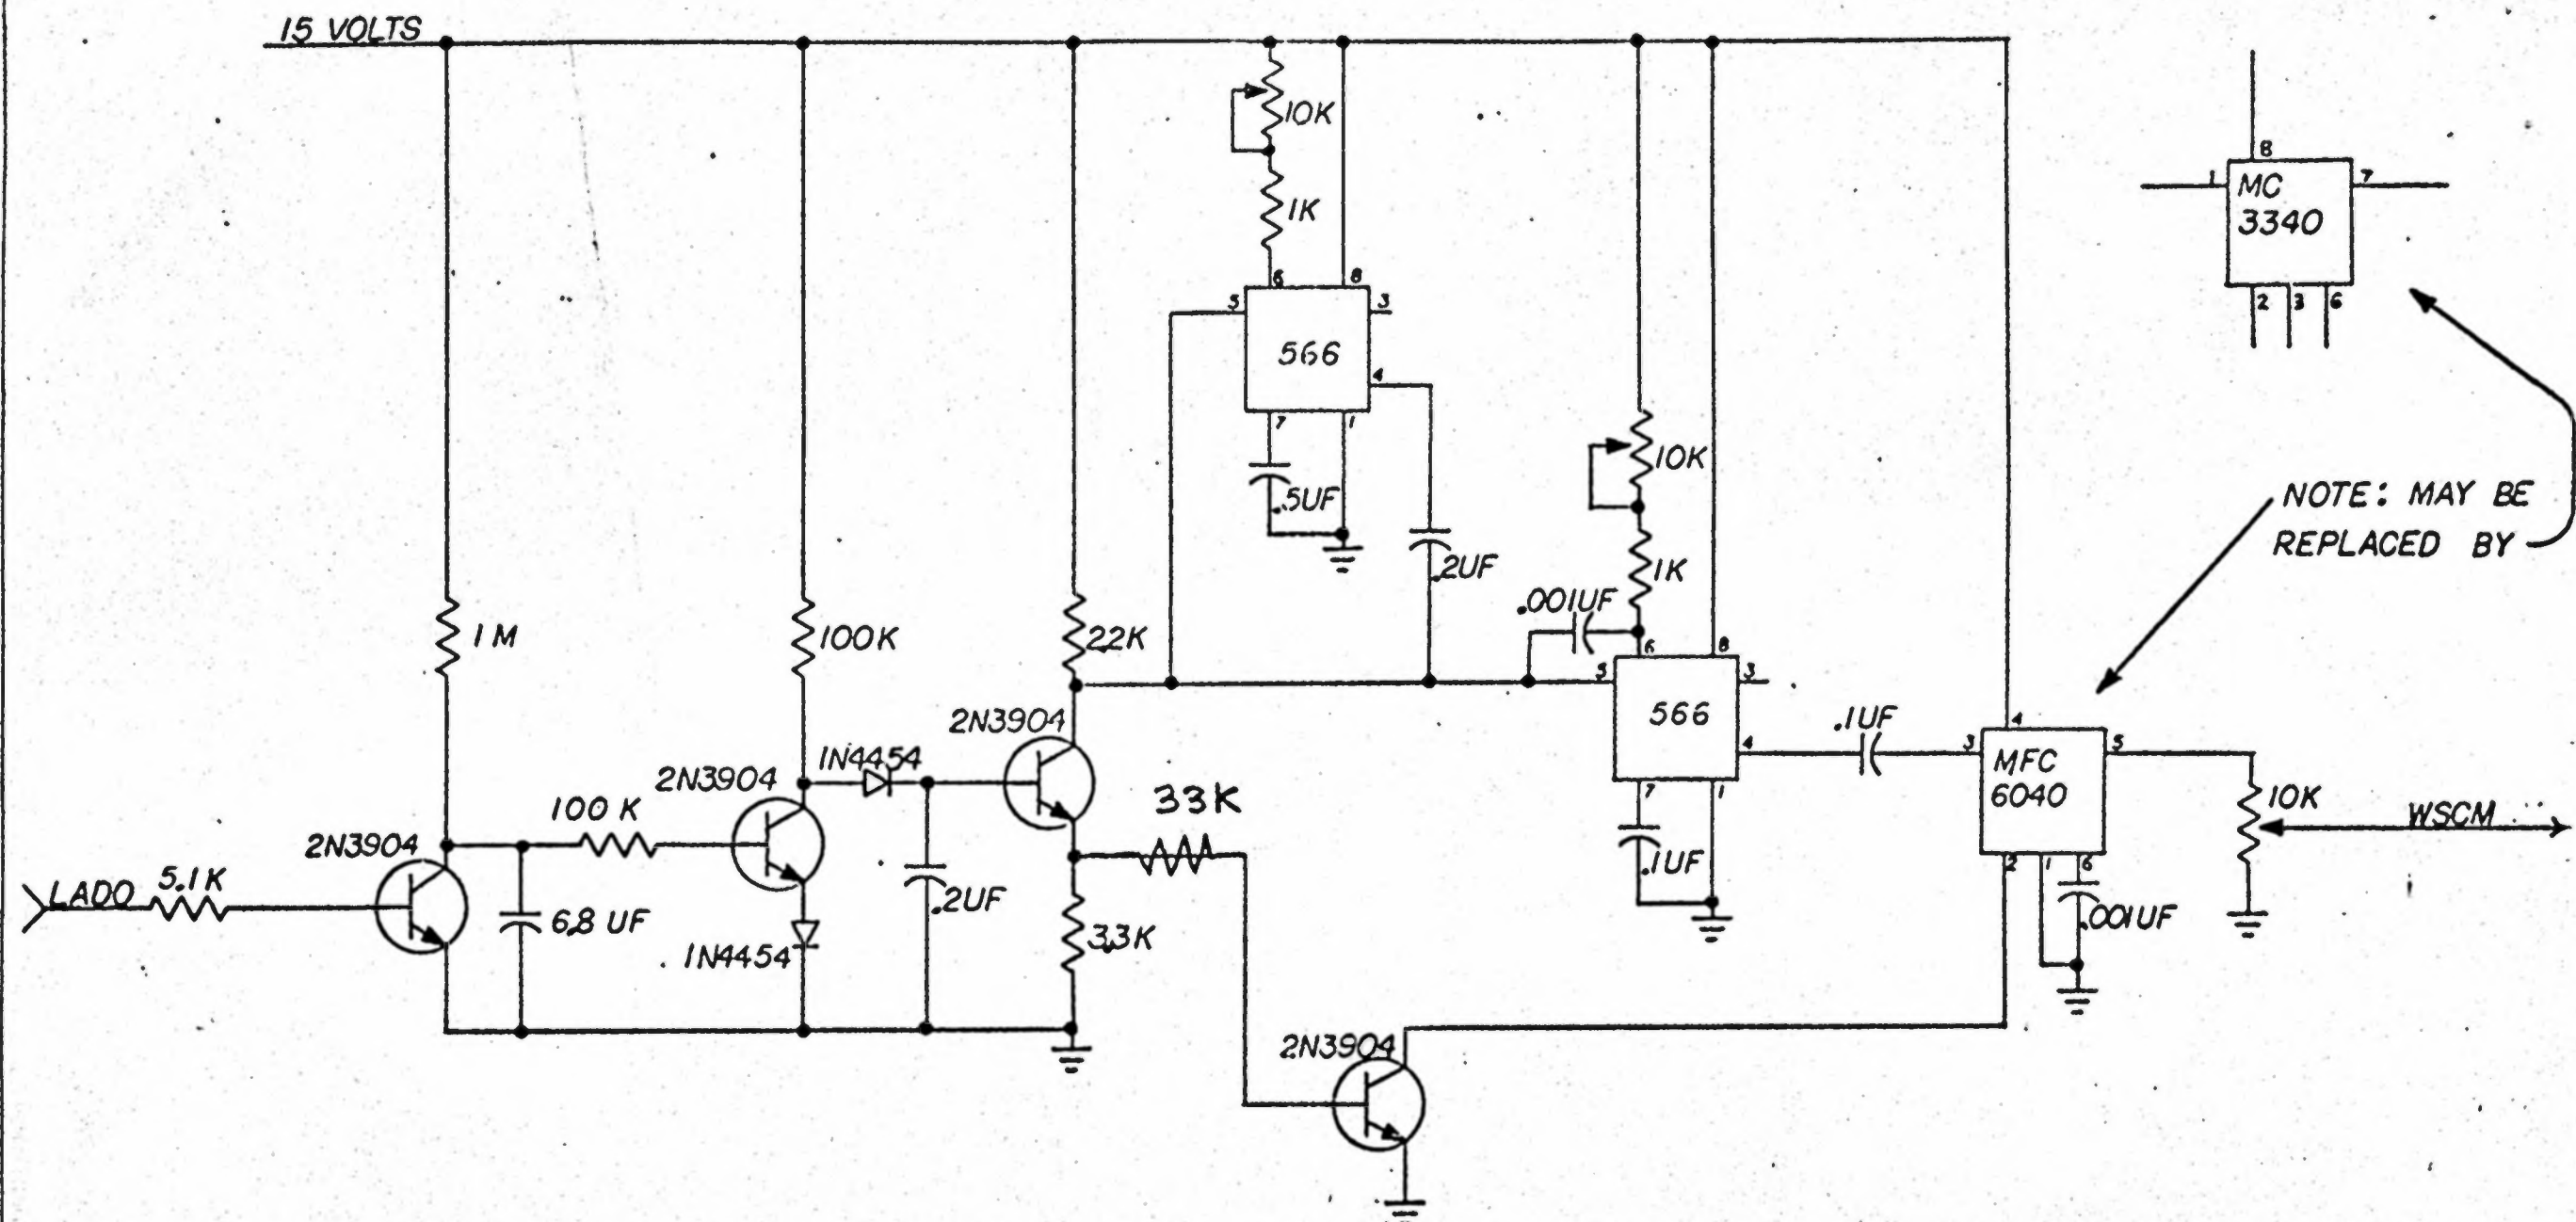 15 VOLTS
10K
1K
6
8
5
3
566
4
7
1
.5UF
.2UF
8
1
MC
7
3340
2
3
6
NOTE: MAY BE
REPLACED BY
10K
1K
.001UF
6
8
5
3
566
4
7
1
.1UF
.1UF
4
3
MFC
5
6040
2
1
6
.001UF
10K
WSCM
1M
100K
2.2K
2N3904
1N4454
2N3904
100K
2N3904
33K
LADO
5.1K
6.8 UF
.2UF
1N4454
3.3K
2N3904